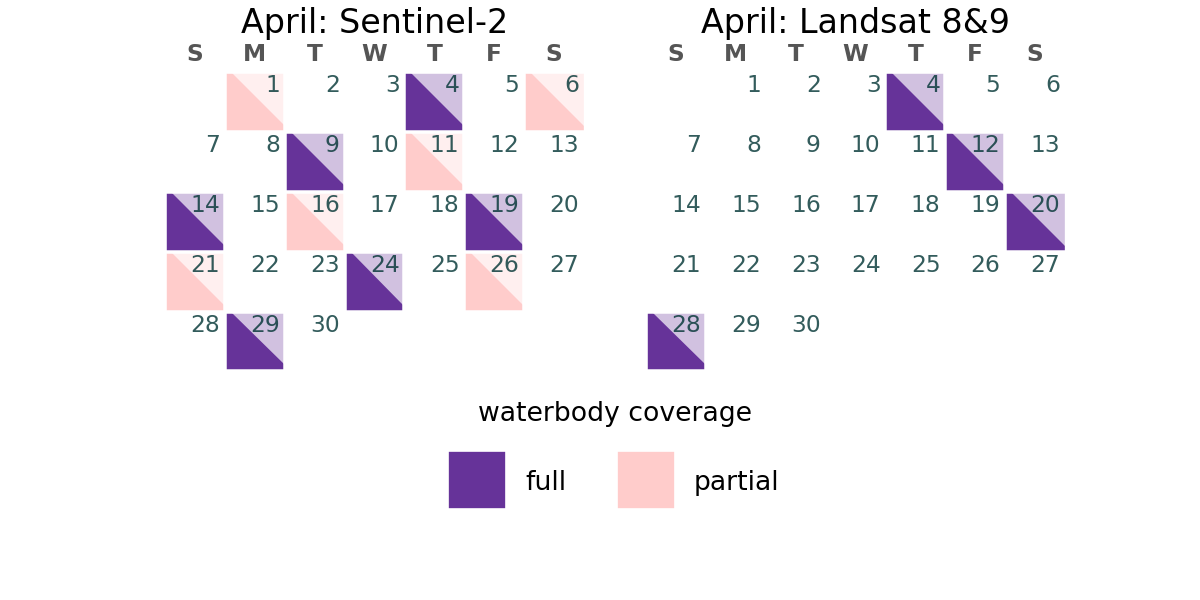 April: Sentinel-2
S M T W T F S
1 2 3 4 5 6
7 8 9 10 11 12 13
14 15 16 17 18 19 20
21 22 23 24 25 26 27
28 29 30
April: Landsat 8&9
S M T W T F S
1 2 3 4 5 6
7 8 9 10 11 12 13
14 15 16 17 18 19 20
21 22 23 24 25 26 27
28 29 30
waterbody coverage
full partial